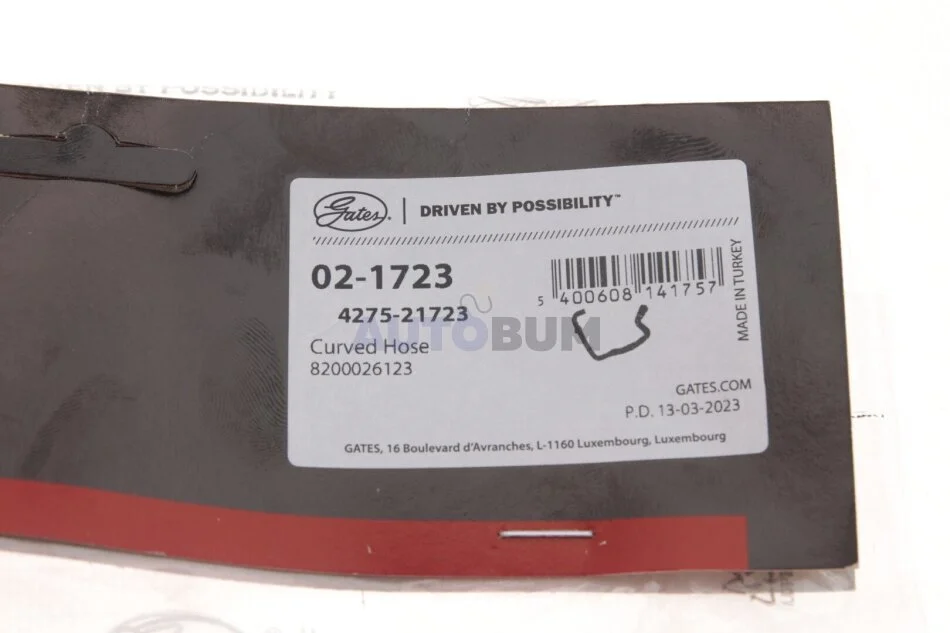 DRIVEN BY POSSIBILITY
Gates® | DRIVEN BY POSSIBILITY™
02-1723
4275-21723
Curved Hose
8200026123
5 400608 141757
MADE IN TURKEY
AUTOBUM
GATES.COM
P.D. 13-03-2023
GATES, 16 Boulevard d'Avranches, L-1160 Luxembourg, Luxembourg